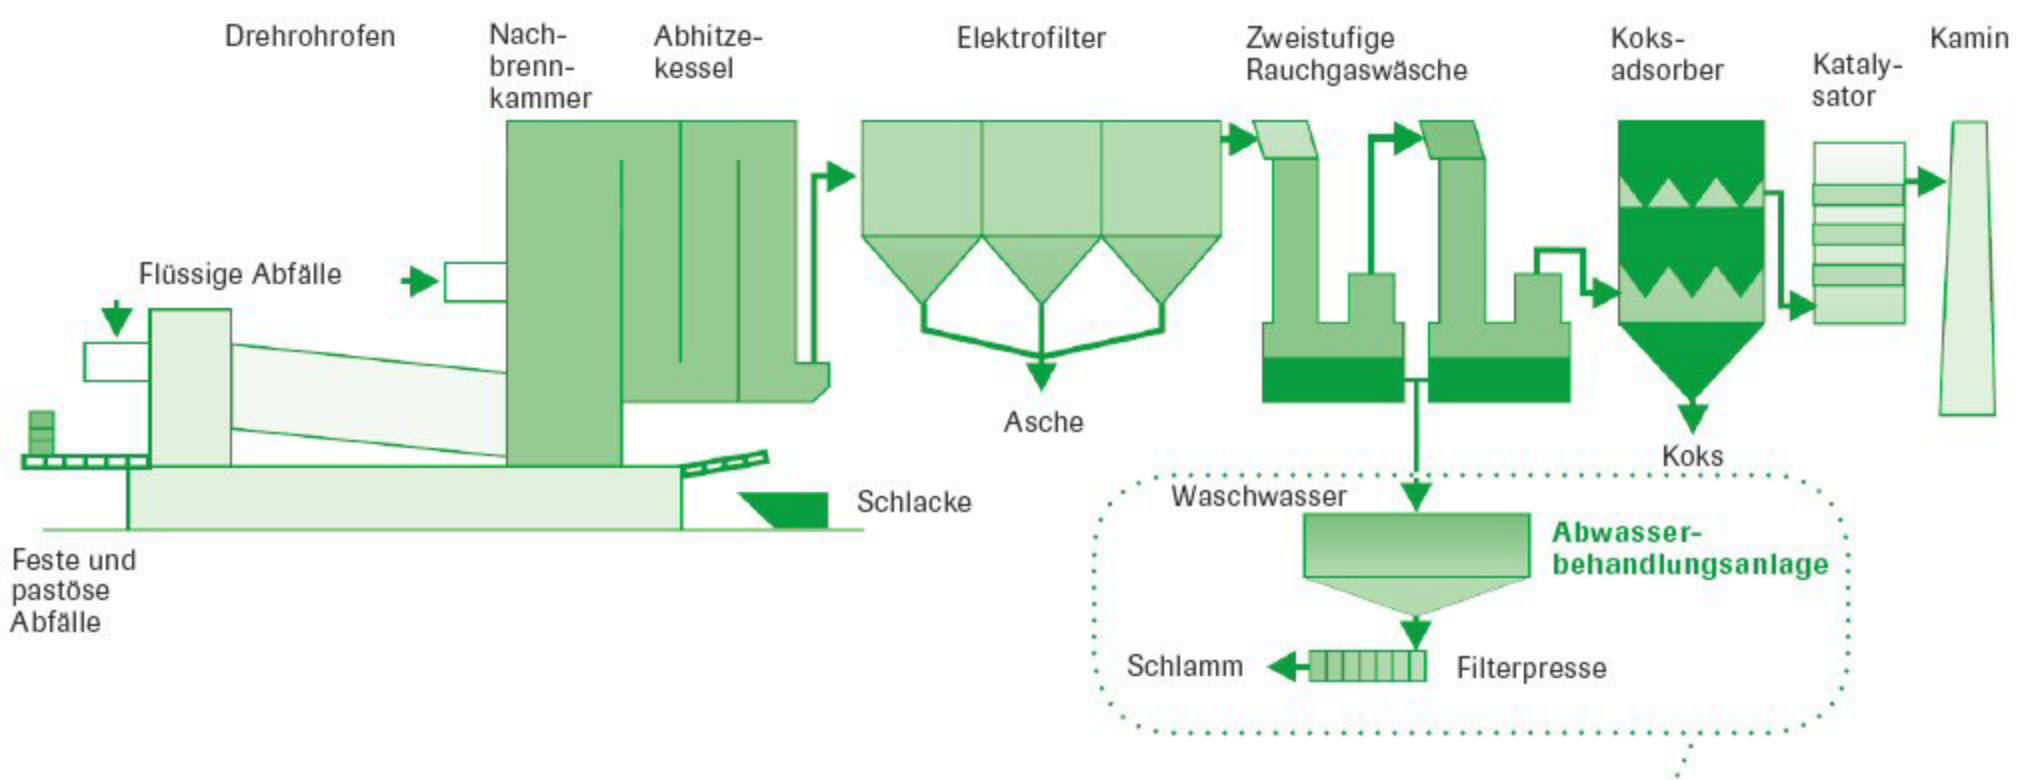 Drehrohrofen
Nach-
brenn-
kammer
Abhitze-
kessel
Elektrofilter
Zweistufige
Rauchgaswäsche
Koks-
adsorber
Kataly-
sator
Kamin
Flüssige Abfälle
Asche
Koks
Schlacke
Waschwasser
Abwasser-
behandlungsanlage
Feste und
pastöse
Abfälle
Schlamm
Filterpresse